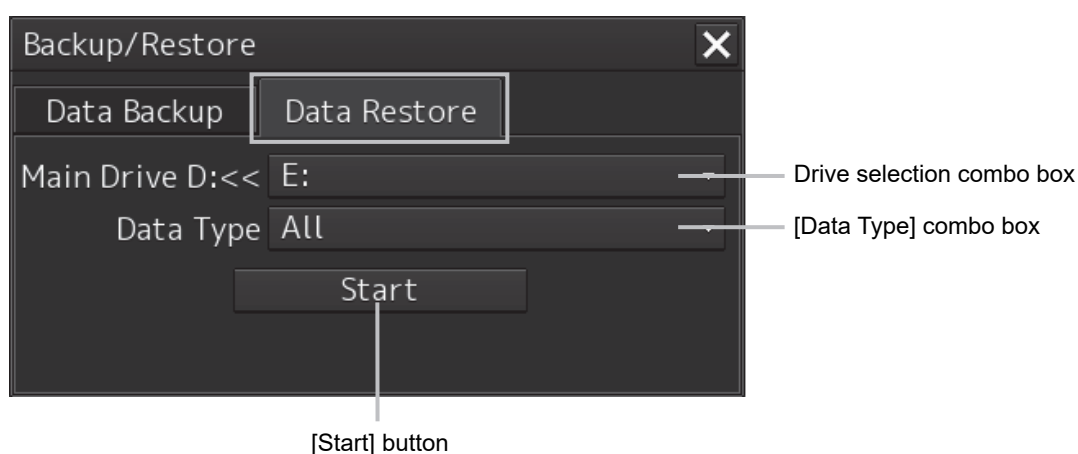 Backup/Restore
Data Backup
Data Restore
Main Drive D:<< E:
Drive selection combo box
Data Type All
[Data Type] combo box
Start
[Start] button